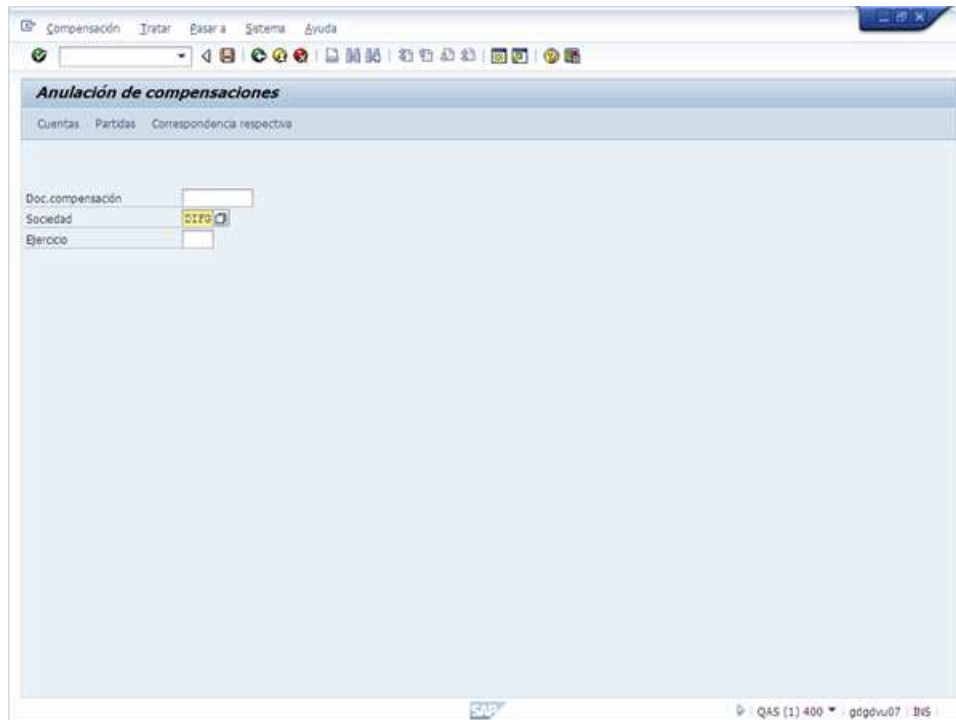 Compensación Tratar Pasar a Sistema Ayuda
Anulación de compensaciones
Cuentas Partidas Correspondencia respectiva
Doc.compensación
Sociedad DIFG
Ejercicio
SAP
QAS (1) 400 gdgdvu07 INS